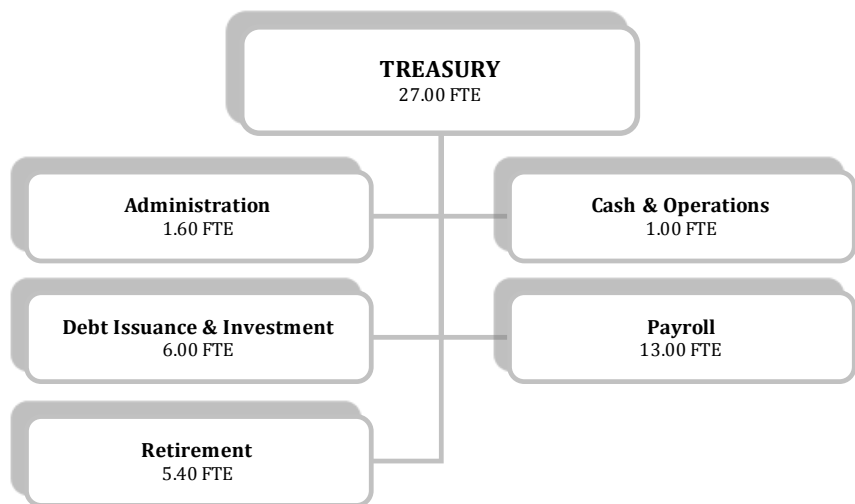 TREASURY
27.00 FTE
Administration
1.60 FTE
Cash & Operations
1.00 FTE
Debt Issuance & Investment
6.00 FTE
Payroll
13.00 FTE
Retirement
5.40 FTE